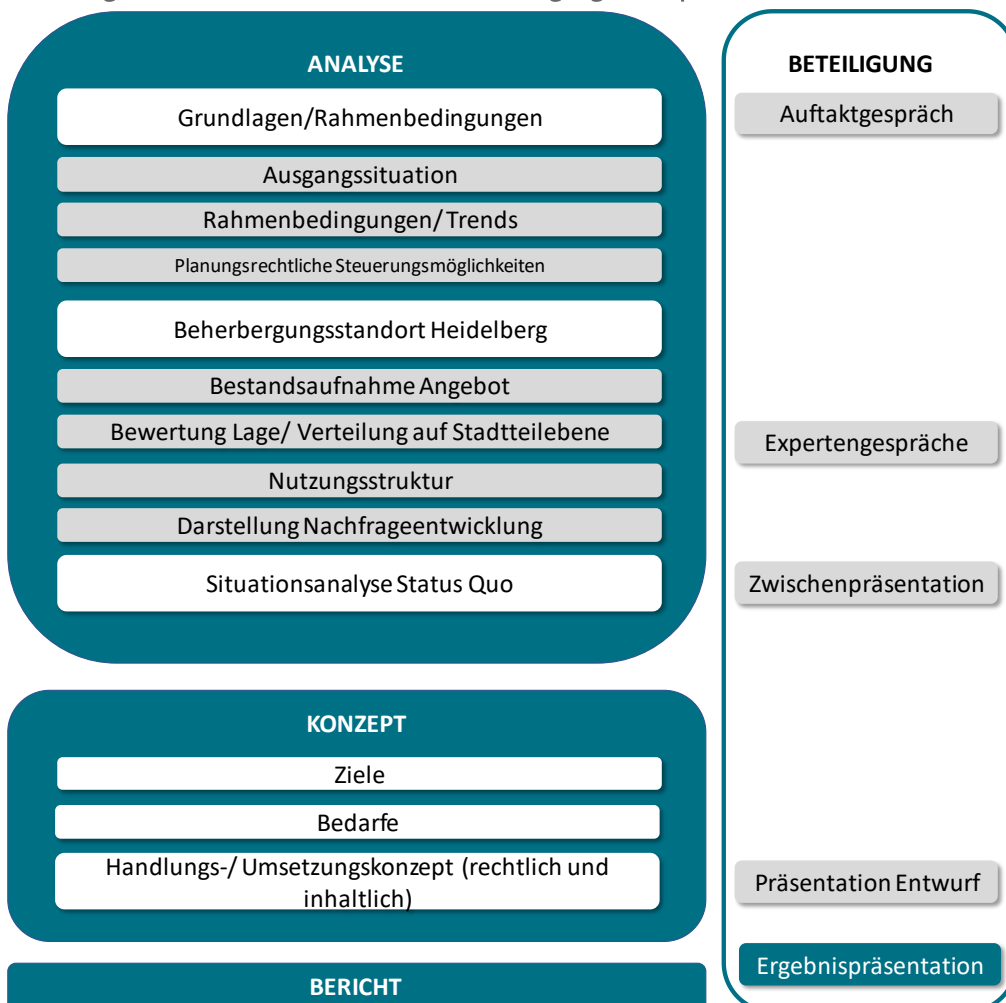 ANALYSE
Grundlagen/Rahmenbedingungen
Ausgangssituation
Rahmenbedingungen/ Trends
Planungsrechtliche Steuerungsmöglichkeiten
Beherbergungsstandort Heidelberg
Bestandsaufnahme Angebot
Bewertung Lage/ Verteilung auf Stadtteilebene
Nutzungsstruktur
Darstellung Nachfrageentwicklung
Situationsanalyse Status Quo
KONZEPT
Ziele
Bedarfe
Handlungs-/ Umsetzungskonzept (rechtlich und
inhaltlich)
BERICHT
BETEILIGUNG
Auftaktgespräch
Expertengespräche
Zwischenpräsentation
Präsentation Entwurf
Ergebnispräsentation